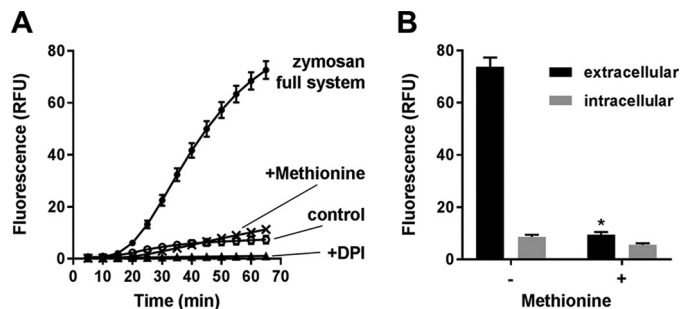 A
Fluorescence (RFU)
80
60
40
20
0
0 10 20 30 40 50 60 70
Time (min)
zymosan
full system
+Methionine
control
+DPI
B
Fluorescence (RFU)
80
60
40
20
0
extracellular
intracellular
*
- +
Methionine